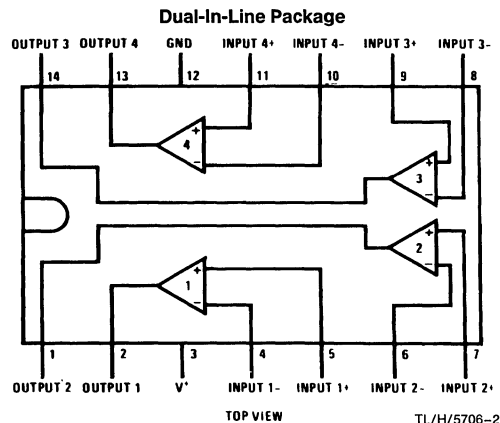 Dual-In-Line Package
OUTPUT 3 OUTPUT 4 GND INPUT 4+ INPUT 4- INPUT 3+ INPUT 3-
14 13 12 11 10 9 8
+
4
-
+
3
-
+
2
-
+
1
-
1 2 3 4 5 6 7
OUTPUT 2 OUTPUT 1 V+ INPUT 1- INPUT 1+ INPUT 2- INPUT 2+
TOP VIEW
TL/H/5706-2